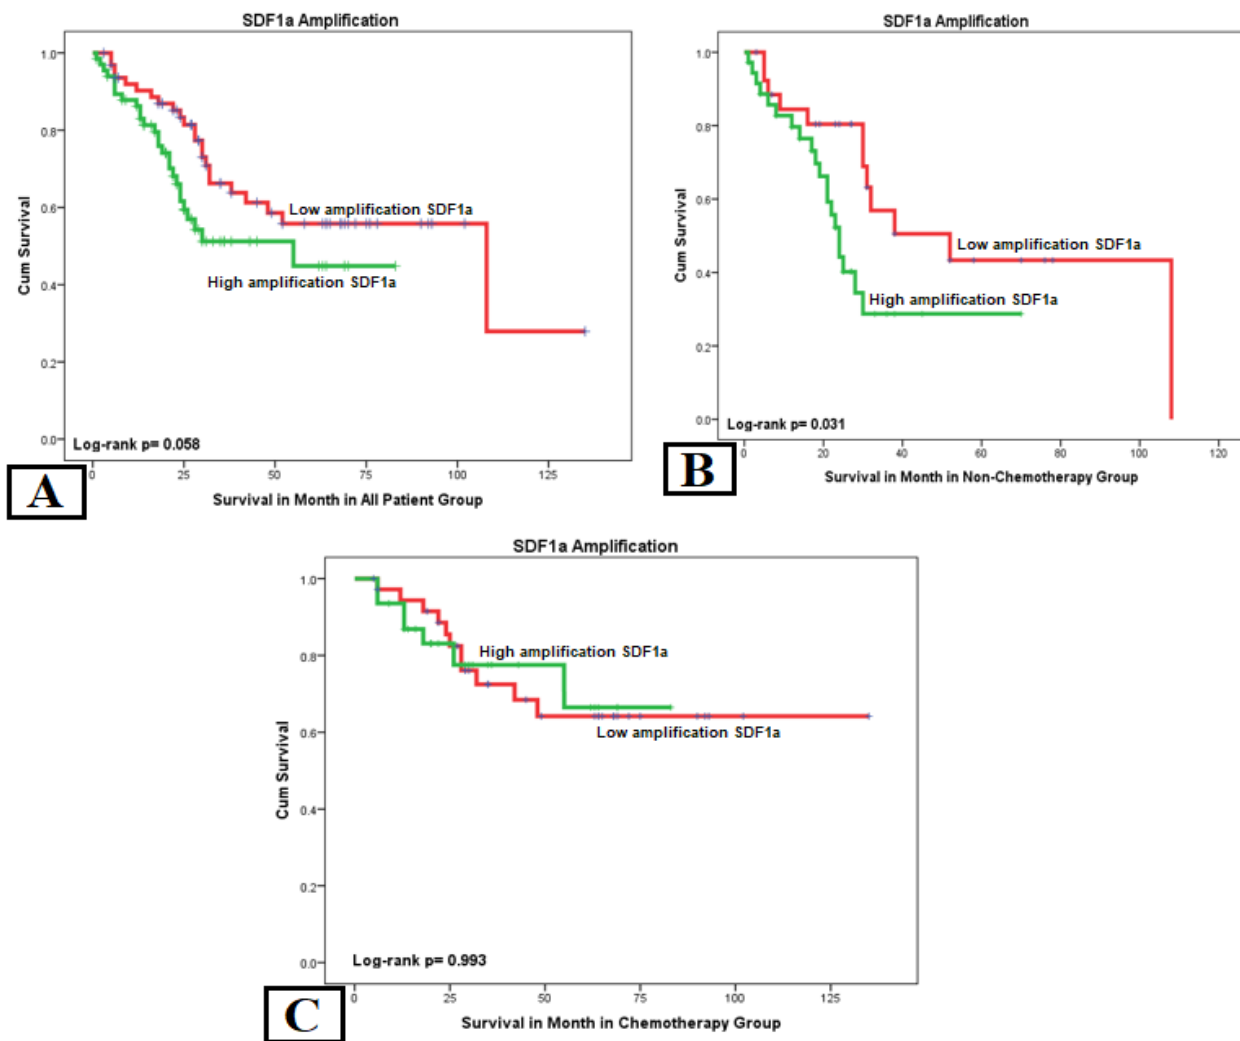 SDF1a Amplification
1.0
0.8
0.6
0.4
0.2
0.0
Cum Survival
Low amplification SDF1a
High amplification SDF1a
Log-rank p= 0.058
0 25 50 75 100 125
Survival in Month in All Patient Group
A
SDF1a Amplification
1.0
0.8
0.6
0.4
0.2
0.0
Cum Survival
Low amplification SDF1a
High amplification SDF1a
Log-rank p= 0.031
0 20 40 60 80 100 120
Survival in Month in Non-Chemotherapy Group
B
SDF1a Amplification
1.0
0.8
0.6
0.4
0.2
0.0
Cum Survival
High amplification SDF1a
Low amplification SDF1a
Log-rank p= 0.993
0 25 50 75 100 125
Survival in Month in Chemotherapy Group
C